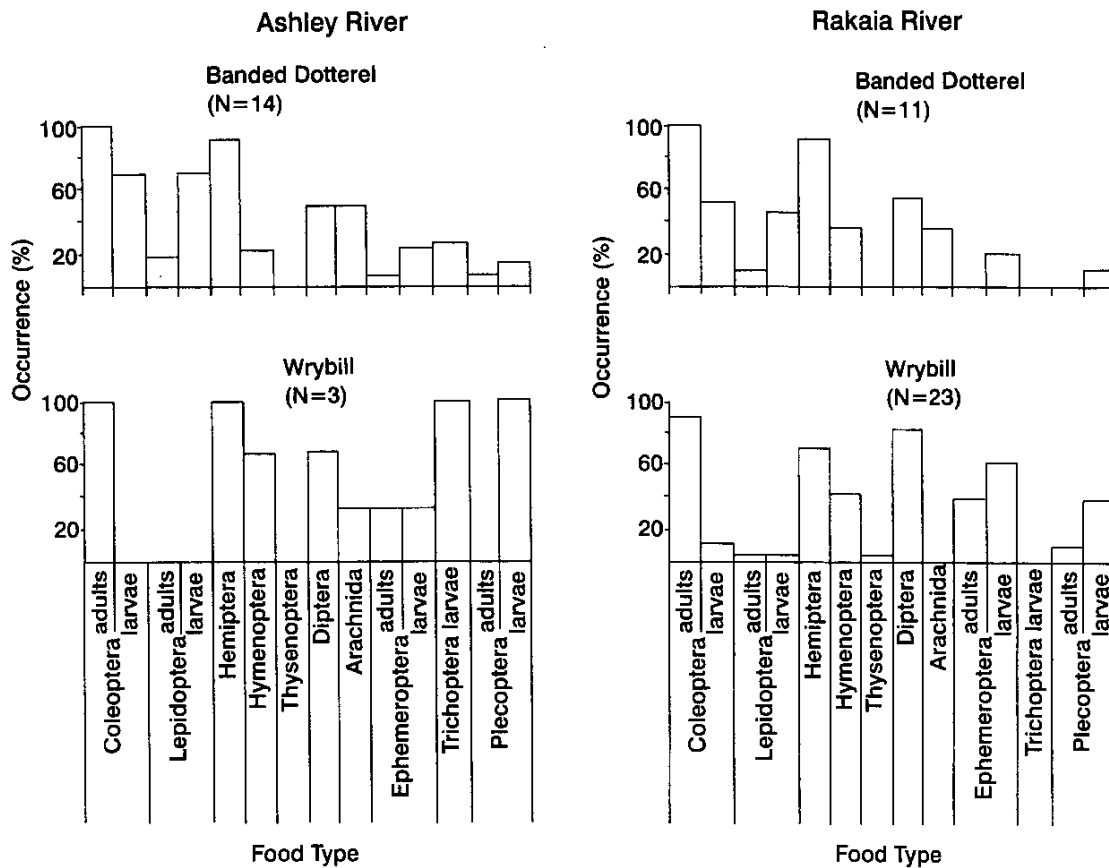 Ashley River
Rakaia River
Banded Dotterel
(N=14)
Banded Dotterel
(N=11)
100
60
20
100
60
20
Occurrence (%)
Occurrence (%)
Wrybill
(N=3)
Wrybill
(N=23)
100
60
20
100
60
20
Coleoptera
adults
larvae
Lepidoptera
adults
larvae
Hemiptera
Hymenoptera
Thysenoptera
Diptera
Arachnida
Ephemeroptera
adults
larvae
Trichoptera larvae
Plecoptera
adults
larvae
Coleoptera
adults
larvae
Lepidoptera
adults
larvae
Hemiptera
Hymenoptera
Thysenoptera
Diptera
Arachnida
Ephemeroptera
adults
larvae
Trichoptera larvae
Plecoptera
adults
larvae
Food Type
Food Type